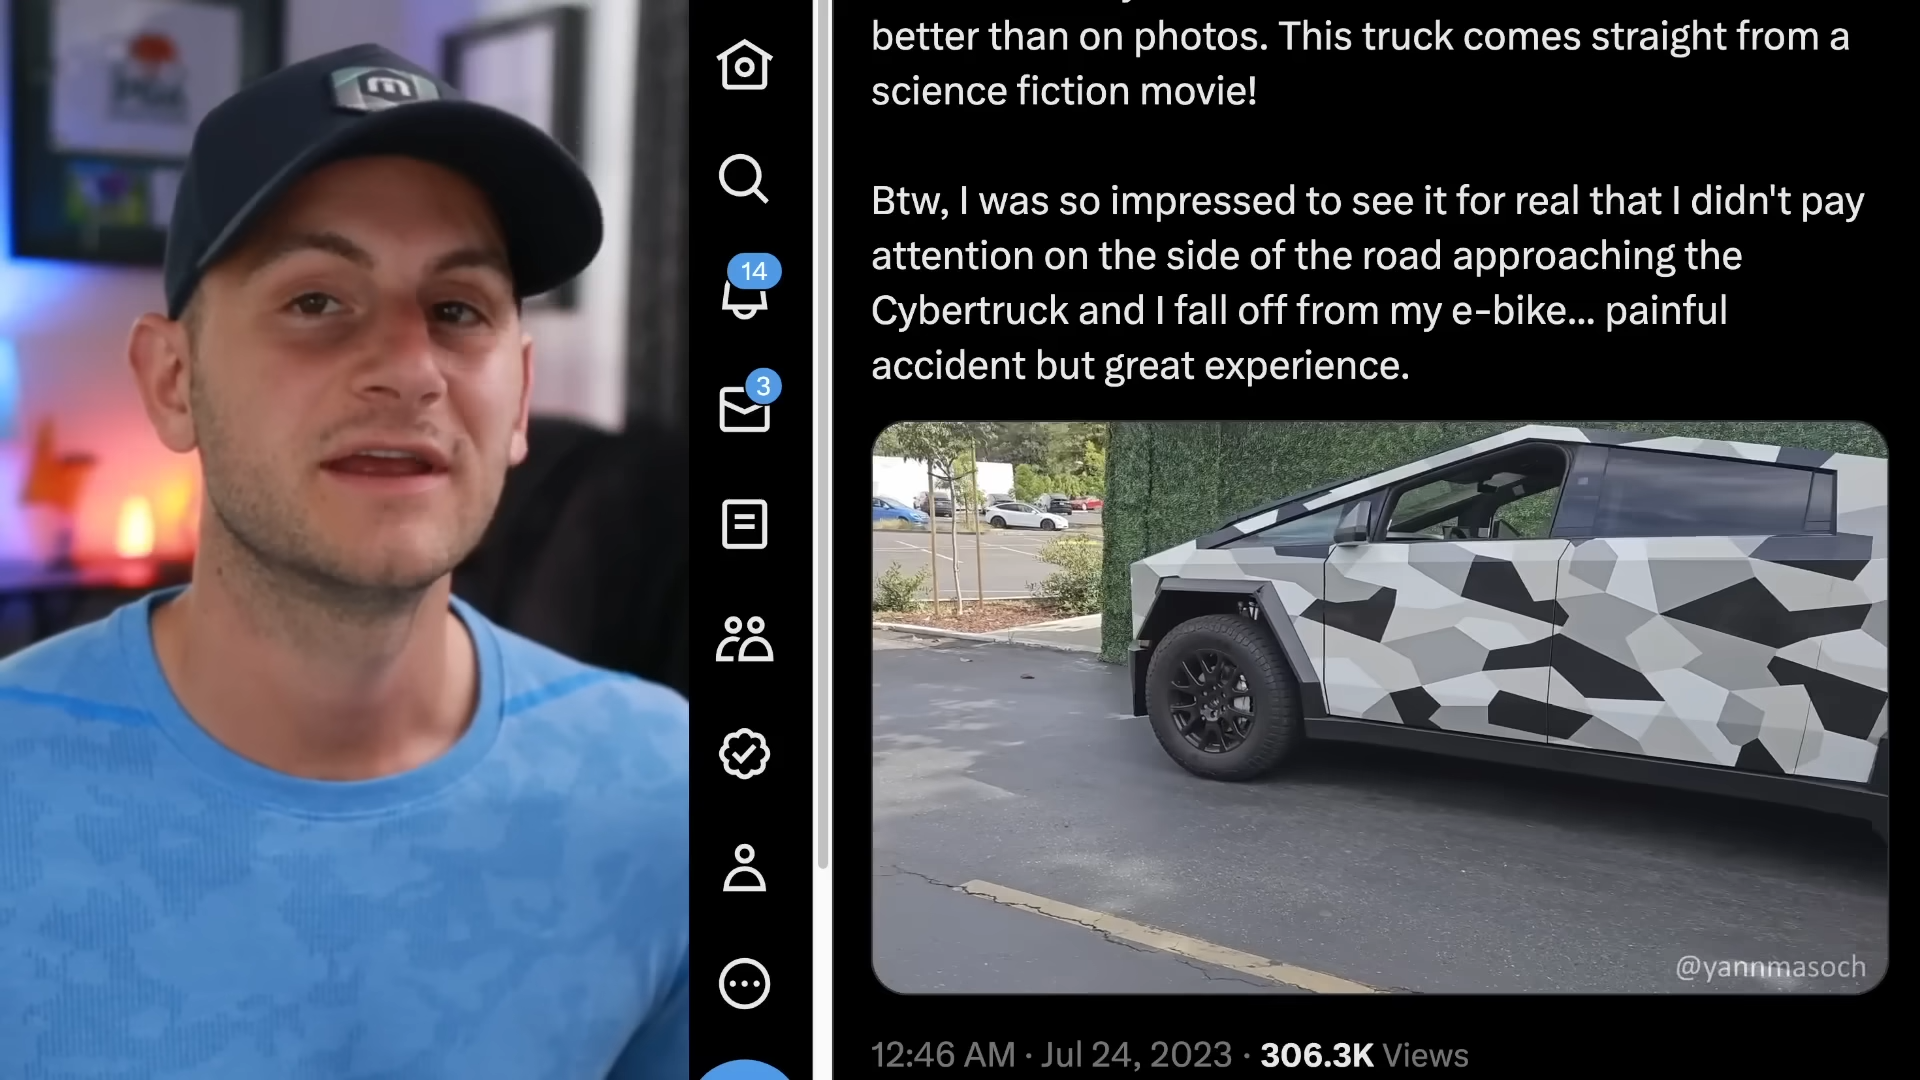 m
14
3
better than on photos. This truck comes straight from a
science fiction movie!
Btw, I was so impressed to see it for real that I didn't pay
attention on the side of the road approaching the
Cybertruck and I fall off from my e-bike... painful
accident but great experience.
@yannmasoch
12:46 AM · Jul 24, 2023 · 306.3K Views